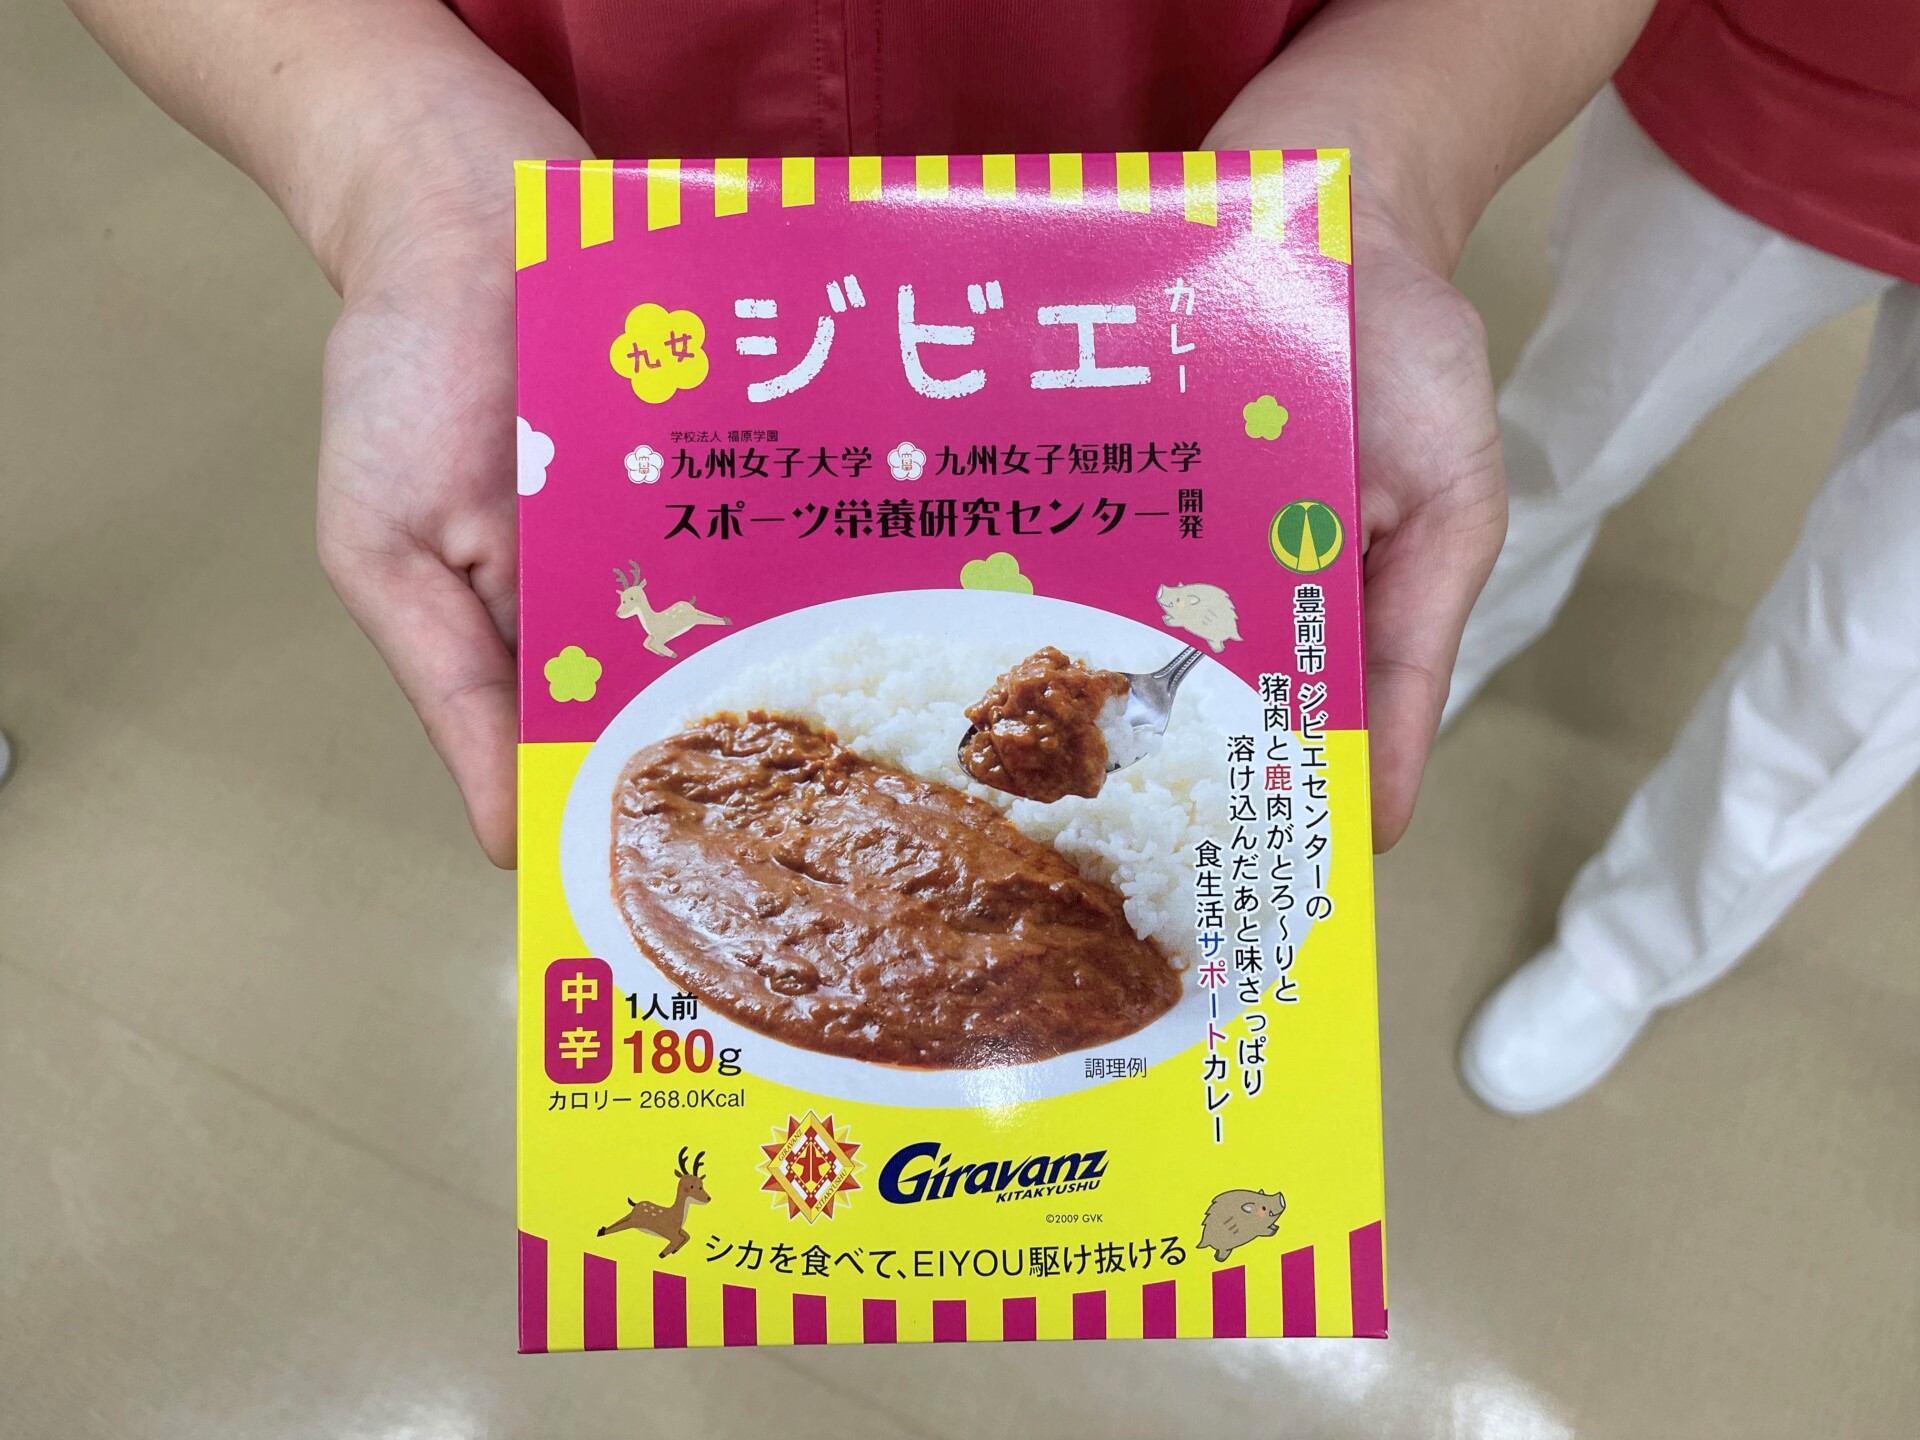 九女
ジビエ
カレー
学校法人 福原学園
九州女子大学 九州女子短期大学
スポーツ栄養研究センター開発
豊前市 ジビエセンターの
猪肉と鹿肉がとろ〜りと
溶け込んだあと味さっぱり
食生活サポートカレー
中辛
1人前
180g
カロリー 268.0Kcal
調理例
GIRAVANZ
KITAKYUSHU
Giravanz
KITAKYUSHU
©2009 GVK
シカを食べて、EIYOU駆け抜ける